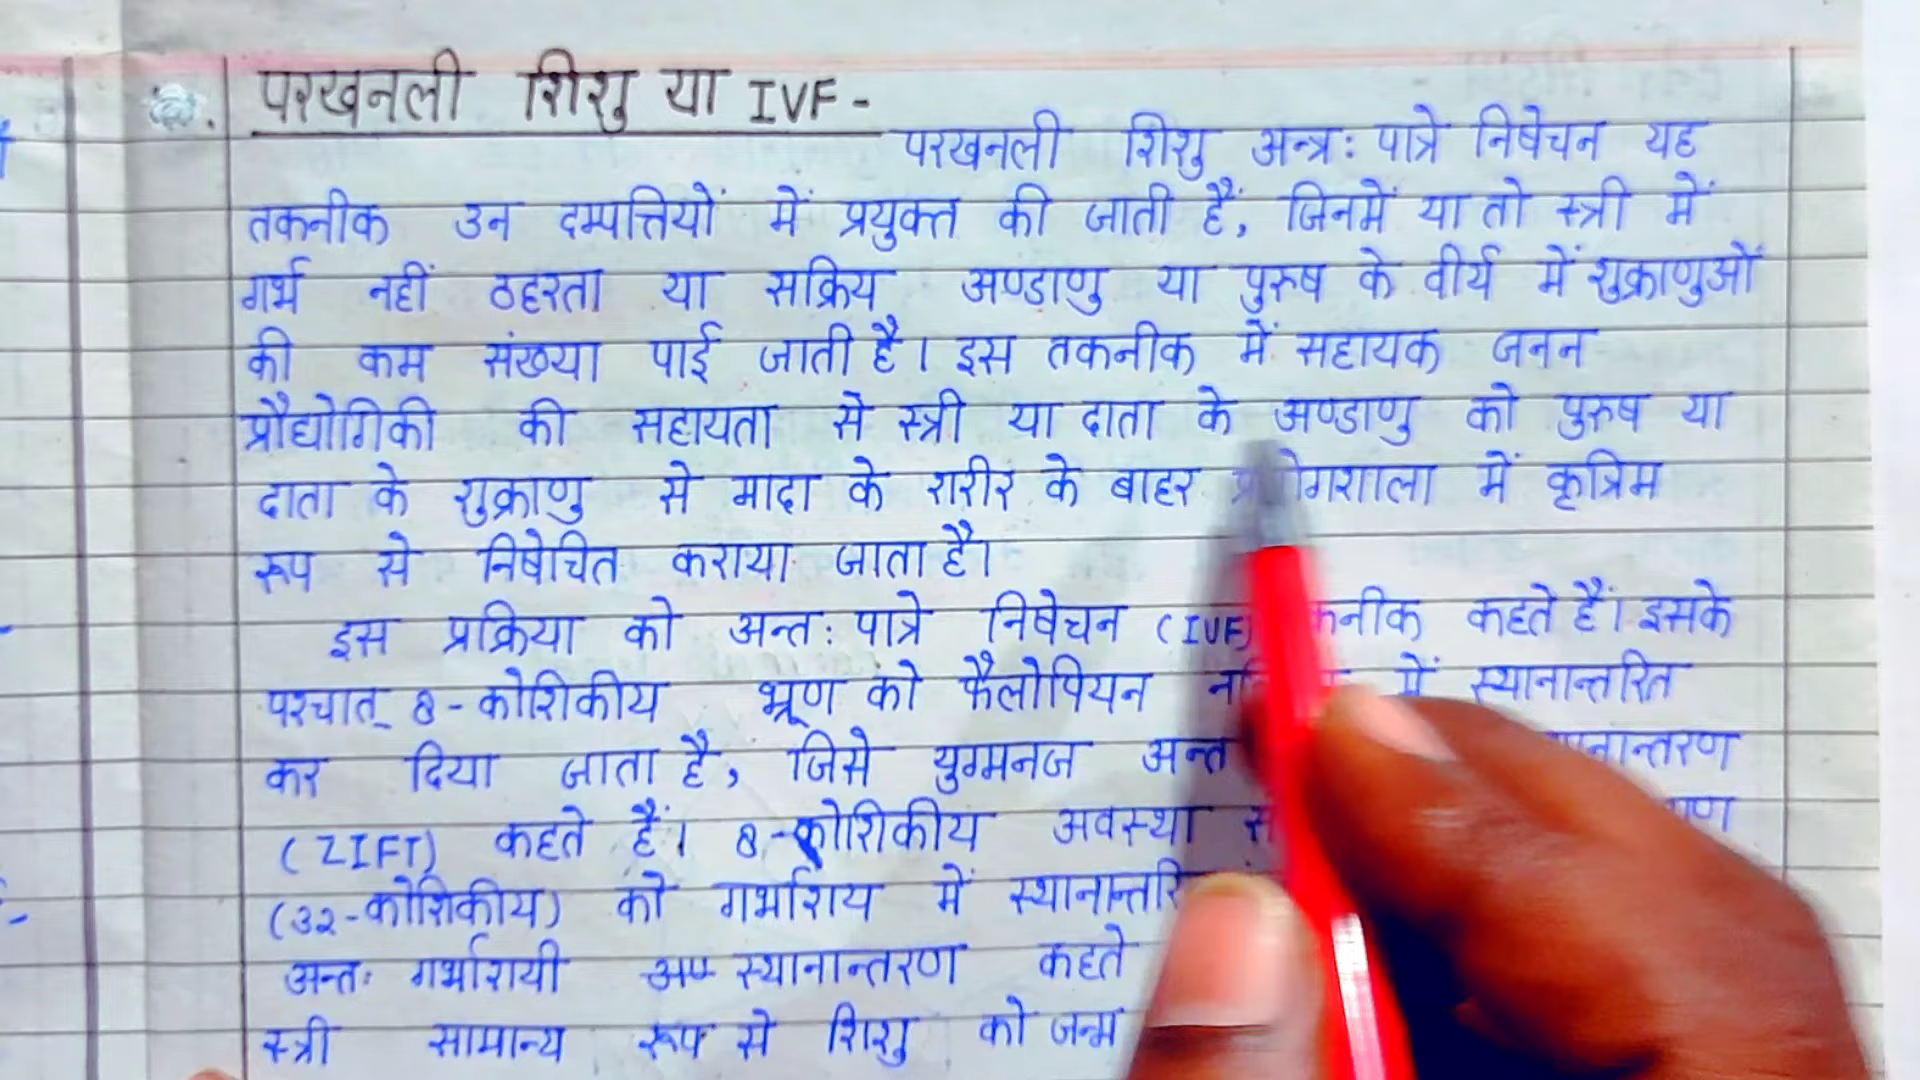 परखनली शिशु या IVF -
परखनली शिशु अन्त्रः पात्रे निषेचन यह
तकनीक उन दम्पत्तियों में प्रयुक्त की जाती हैं, जिनमें या तो स्त्री में
गर्भ नहीं ठहरता या सक्रिय अण्डाणु या पुरुष के वीर्य में शुक्राणुओं
की कम संख्या पाई जाती है। इस तकनीक में सहायक जनन
प्रौद्योगिकी की सहायता से स्त्री या दाता के अण्डाणु को पुरुष या
दाता के शुक्राणु से मादा के शरीर के बाहर प्रयोगशाला में कृत्रिम
रूप से निषेचित कराया जाता है।
इस प्रक्रिया को अन्तः पात्रे निषेचन (IVF) कहते हैं। इसके
पश्चात् 8-कोशिकीय भ्रूण को फैलोपियन में स्थानान्तरित
कर दिया जाता है, जिसे युग्मनज अन्त
(ZIFT) कहते हैं। 8-कोशिकीय अवस्था
(32-कोशिकीय) को गर्भाशय में
अन्तः गर्भाशयी स्थानान्तरण कहते
स्त्री सामान्य रूप से शिशु को जन्म